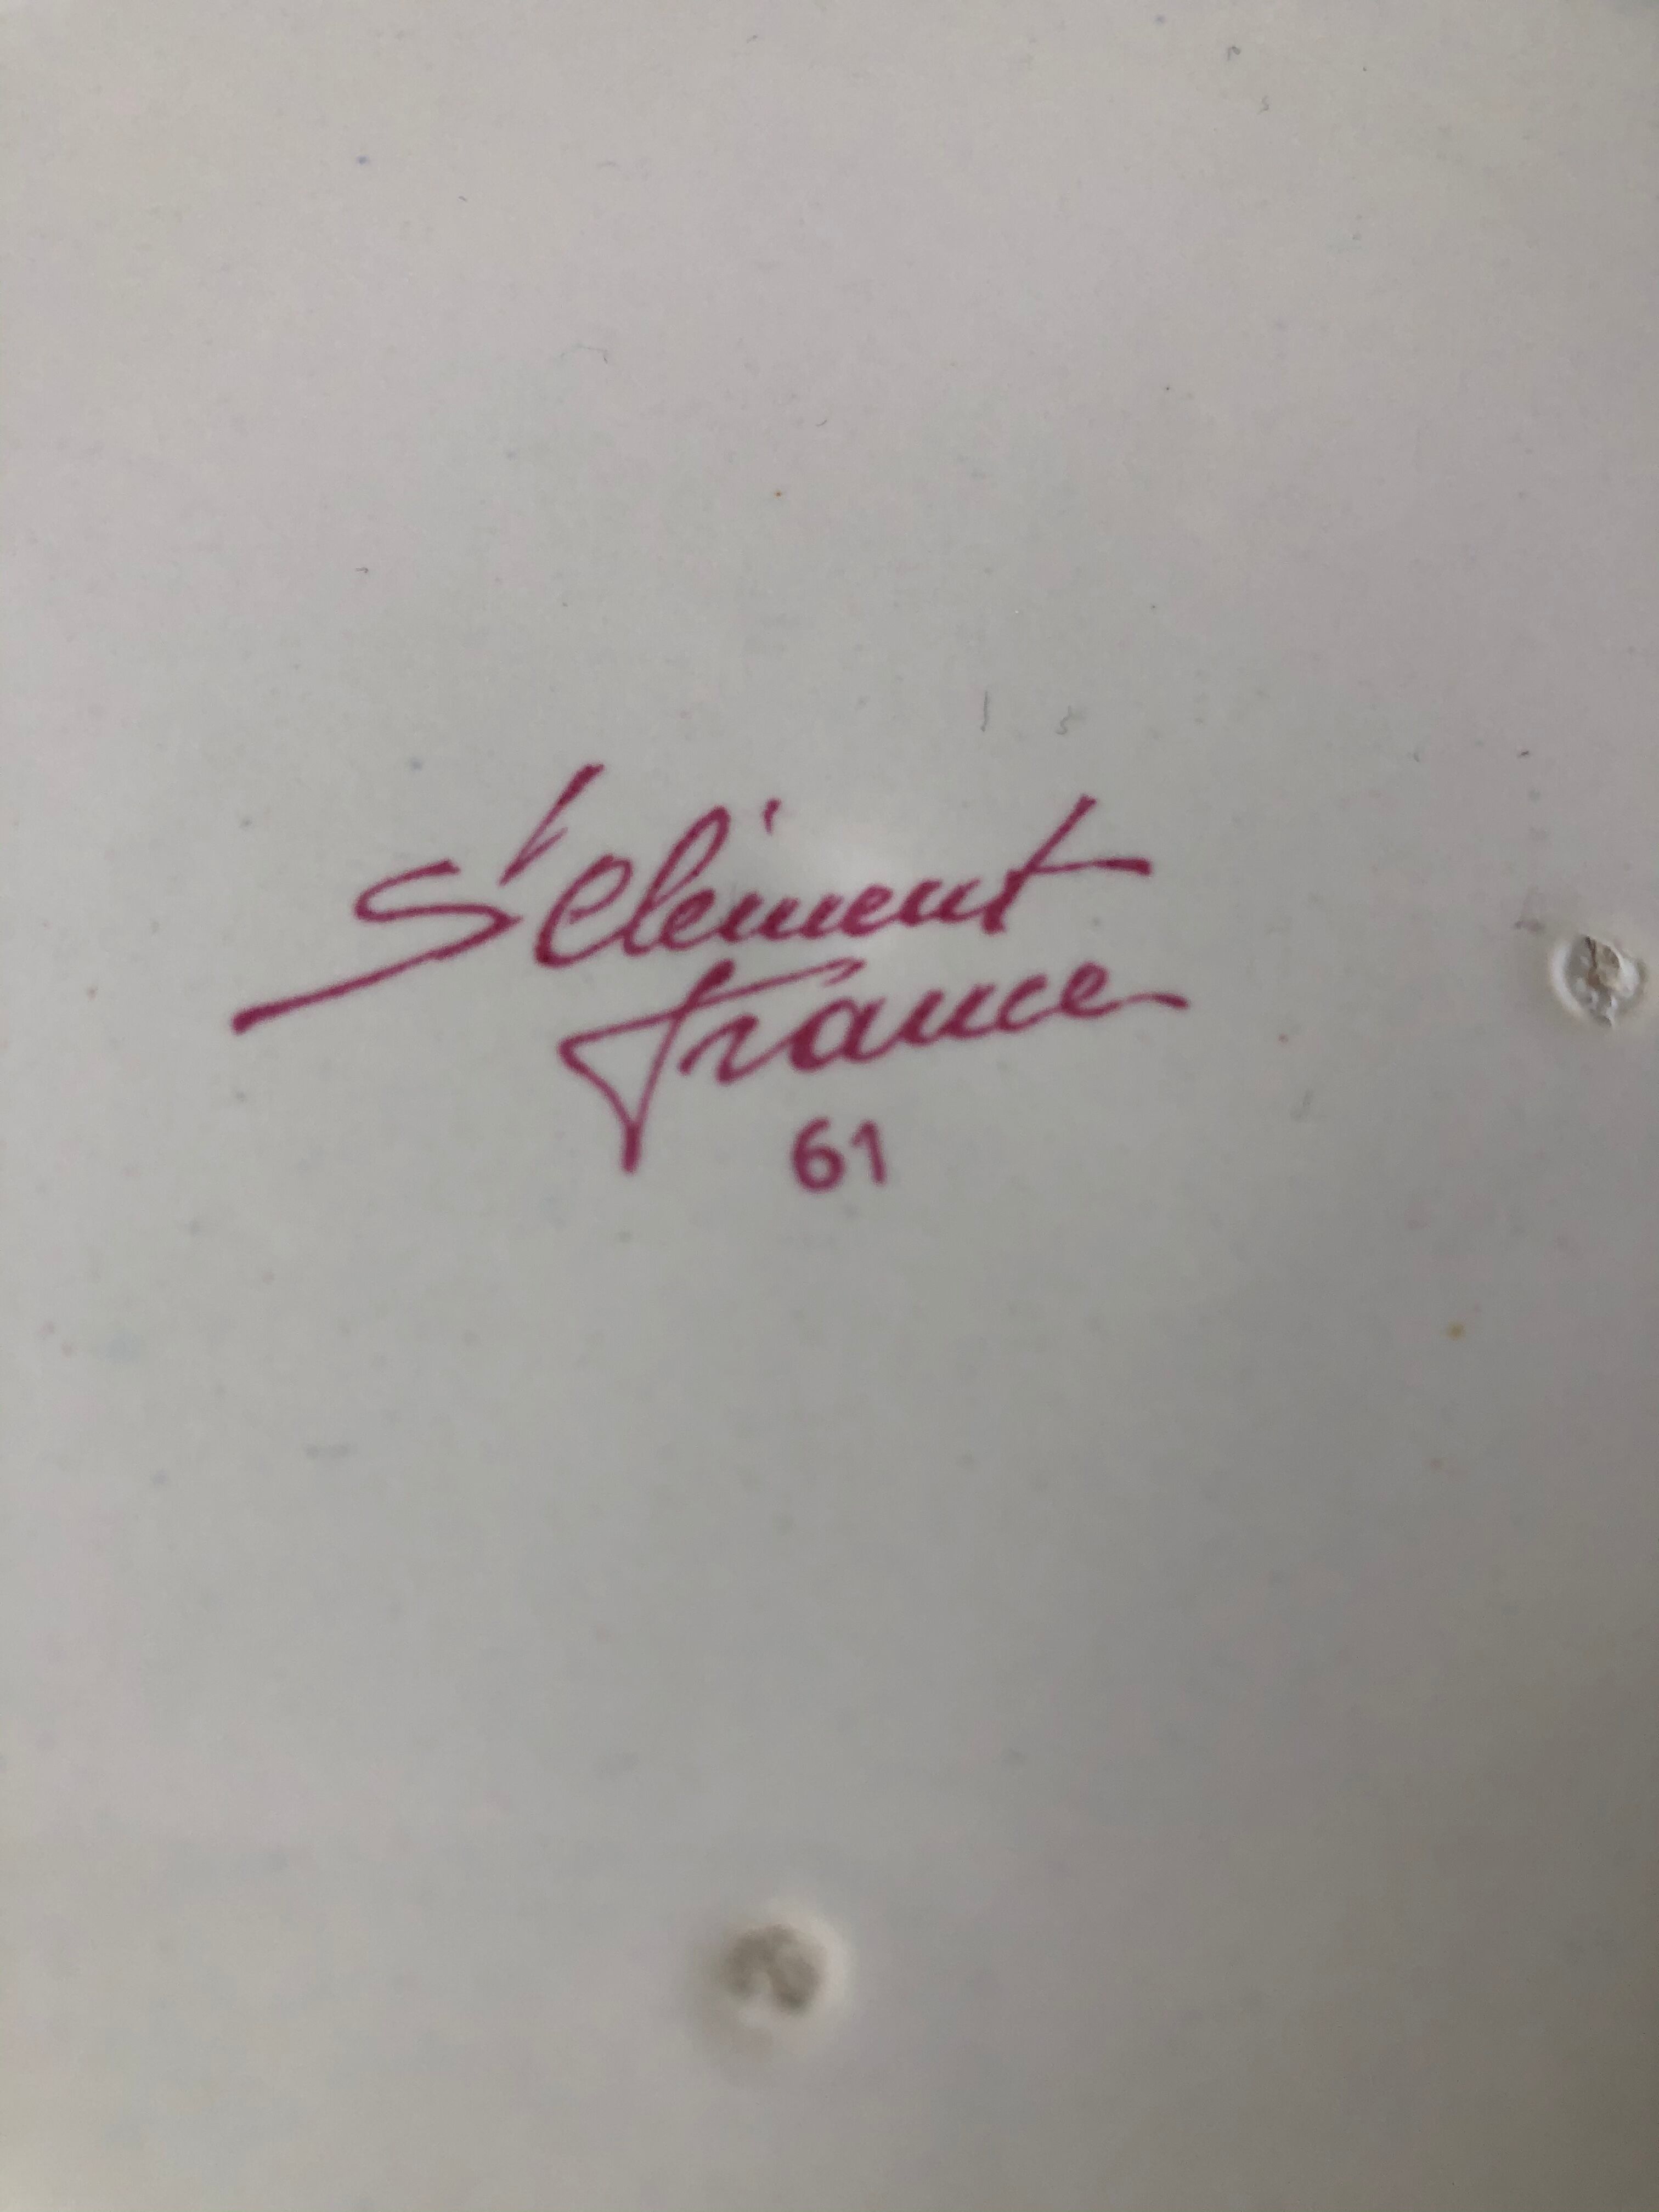 St Clément
france
61